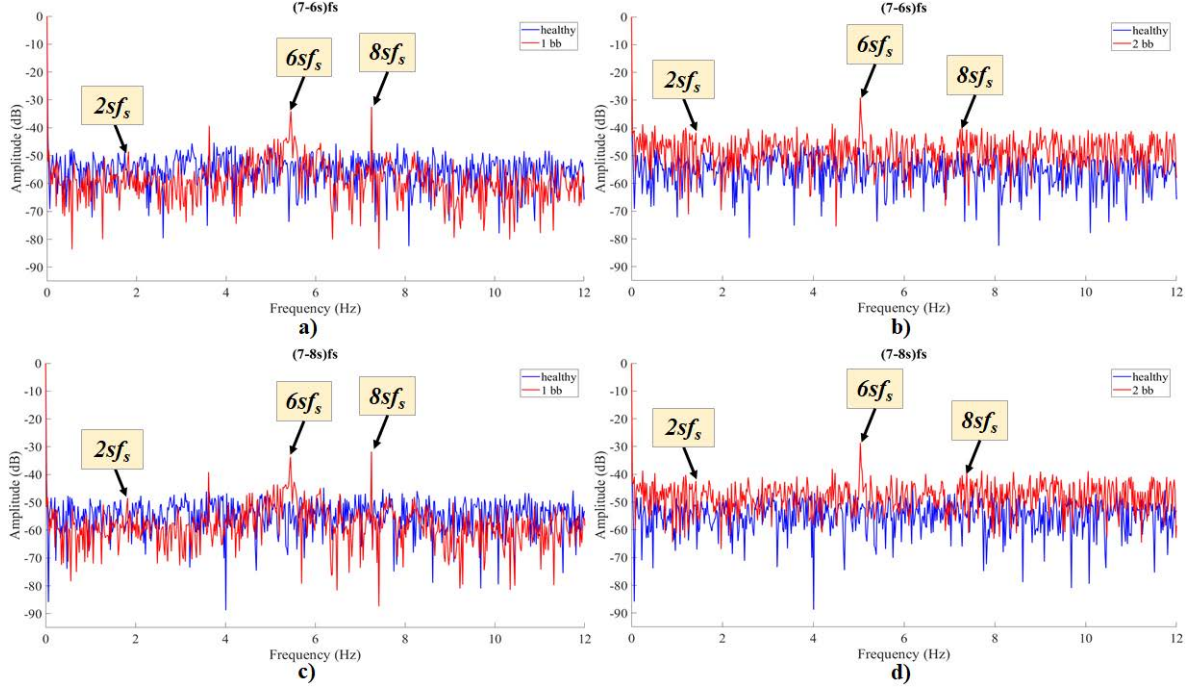 (7-6s)fs
healthy
1 bb
2sfs
6sfs
8sfs
Amplitude (dB)
0
-10
-20
-30
-40
-50
-60
-70
-80
-90
0 2 4 6 8 10 12
Frequency (Hz)
a)
(7-6s)fs
healthy
2 bb
2sfs
6sfs
8sfs
Amplitude (dB)
0
-10
-20
-30
-40
-50
-60
-70
-80
-90
0 2 4 6 8 10 12
Frequency (Hz)
b)
(7-8s)fs
healthy
1 bb
2sfs
6sfs
8sfs
Amplitude (dB)
0
-10
-20
-30
-40
-50
-60
-70
-80
-90
0 2 4 6 8 10 12
Frequency (Hz)
c)
(7-8s)fs
healthy
2 bb
2sfs
6sfs
8sfs
Amplitude (dB)
0
-10
-20
-30
-40
-50
-60
-70
-80
-90
0 2 4 6 8 10 12
Frequency (Hz)
d)